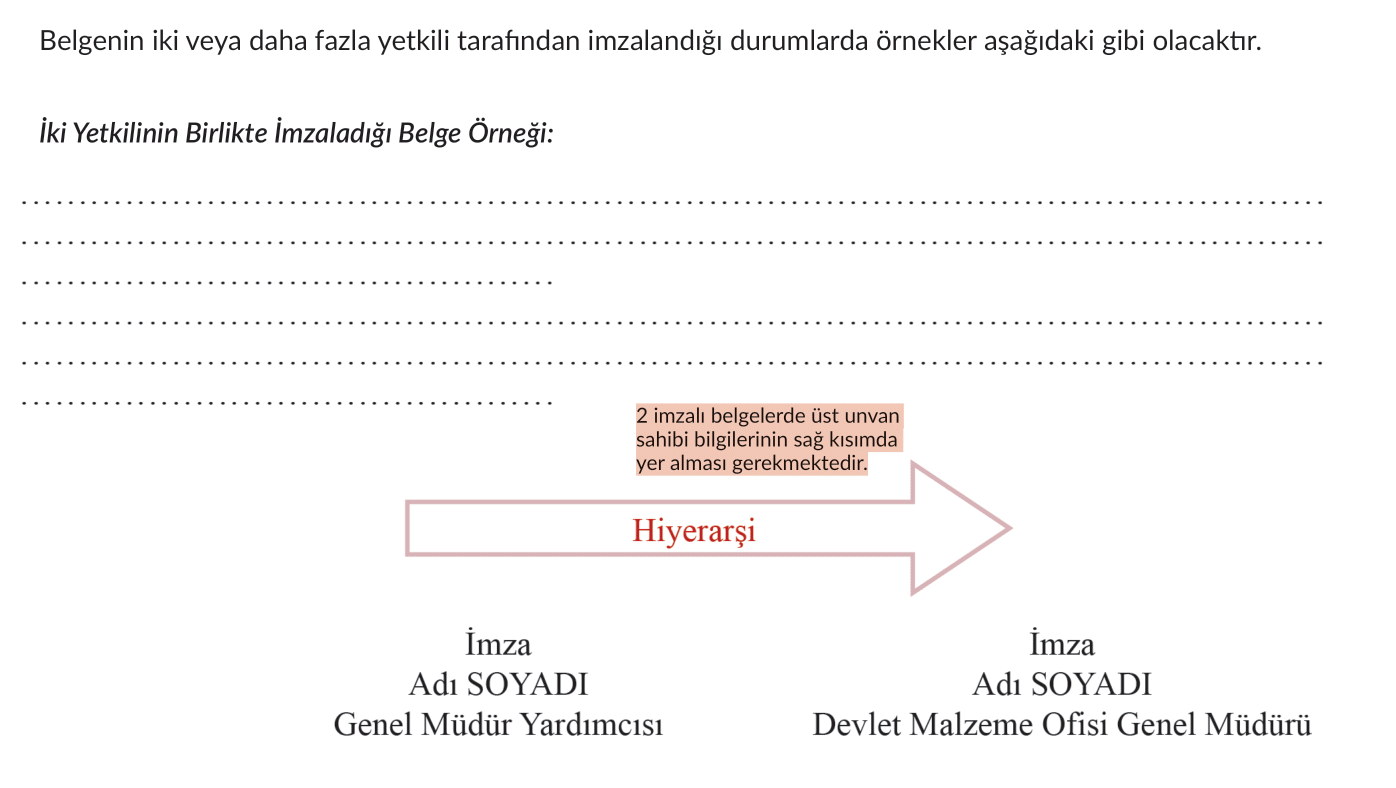 Belgenin iki veya daha fazla yetkili tarafından imzalandığı durumlarda örnekler aşağıdaki gibi olacaktır.
İki Yetkilinin Birlikte İmzaladığı Belge Örneği:
2 imzalı belgelerde üst unvan
sahibi bilgilerinin sağ kısımda
yer alması gerekmektedir.
Hiyerarşi
İmza
Adı SOYADI
Genel Müdür Yardımcısı
İmza
Adı SOYADI
Devlet Malzeme Ofisi Genel Müdürü